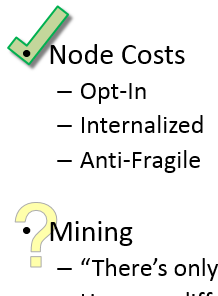 • Node Costs
– Opt-In
– Internalized
– Anti-Fragile
• Mining
– “There’s only